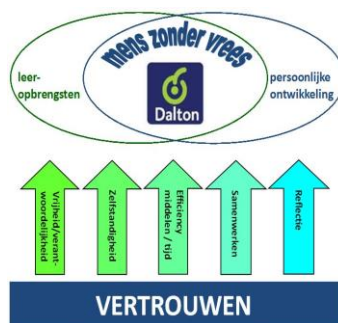 mens zonder vrees
leer-
opbrengsten
persoonlijke
ontwikkeling
Dalton
Vrijheid/verant-
woordelijkheid
Zelfstandigheid
Efficiency
middelen / tijd
Samenwerken
Reflectie
VERTROUWEN